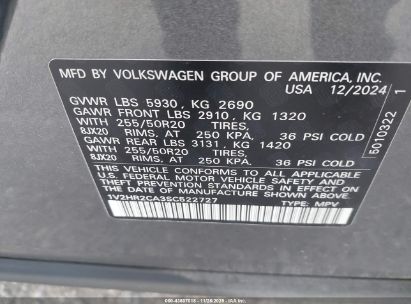 MFD BY VOLKSWAGEN GROUP OF AMERICA, INC.
USA 12/2024
GVWR LBS 5930, KG 2690
GAWR FRONT LBS 2910, KG 1320
WITH 255/50R20 TIRES,
8JX20 RIMS, AT 250 KPA, 36 PSI COLD
GAWR REAR LBS 3131, KG 1420
WITH 255/50R20 TIRES,
8JX20 RIMS, AT 250 KPA, 36 PSI COLD
THIS VEHICLE CONFORMS TO ALL APPLICABLE
FEDERAL MOTOR VEHICLE SAFETY AND THEFT
PREVENTION STANDARDS IN EFFECT ON THE DATE
OF MANUFACTURE SHOWN ABOVE.
1V2HR2CA3SC522727 TYPE: MPV
5010322
1